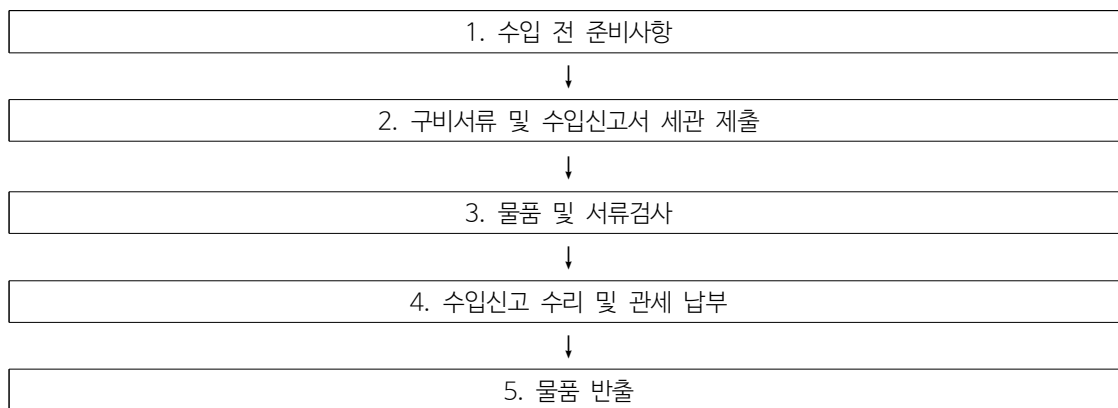 1. 수입 전 준비사항
↓
2. 구비서류 및 수입신고서 세관 제출
↓
3. 물품 및 서류검사
↓
4. 수입신고 수리 및 관세 납부
↓
5. 물품 반출